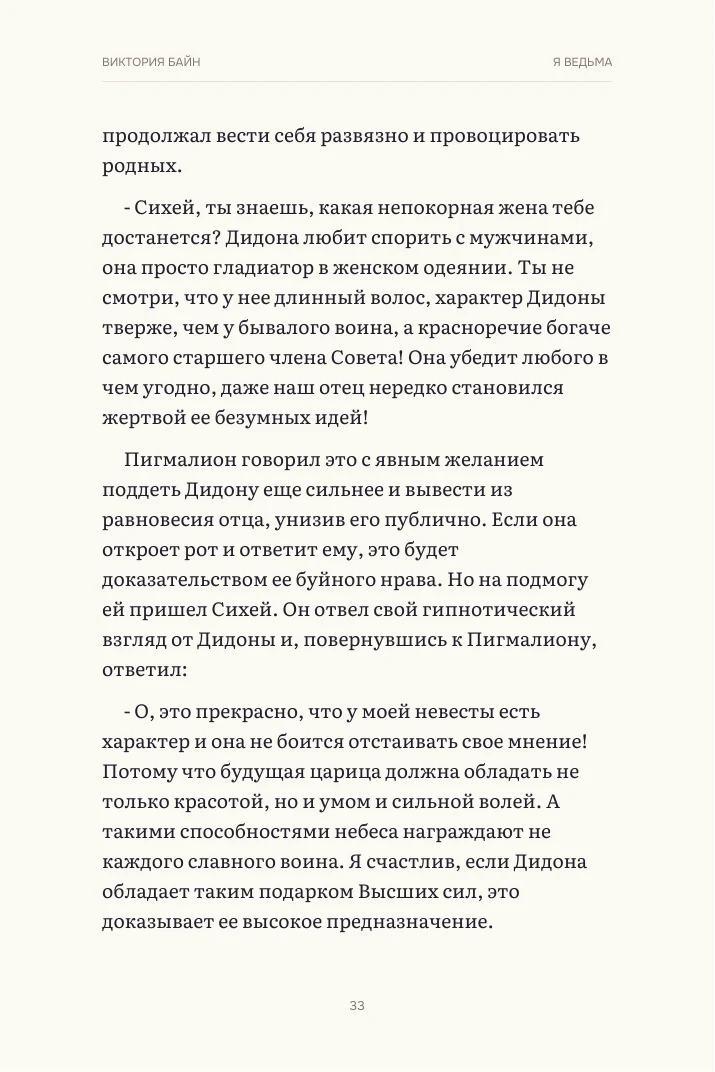 ВИКТОРИЯ БАЙН
Я ВЕДЬМА
продолжал вести себя развязно и провоцировать
родных.
- Сихей, ты знаешь, какая непокорная жена тебе
достанется? Дидона любит спорить с мужчинами,
она просто гладиатор в женском одеянии. Ты не
смотри, что у нее длинный волос, характер Дидоны
тверже, чем у бывалого воина, а красноречие богаче
самого старшего члена Совета! Она убедит любого в
чем угодно, даже наш отец нередко становился
жертвой ее безумных идей!
Пигмалион говорил это с явным желанием
поддеть Дидону еще сильнее и вывести из
равновесия отца, унизив его публично. Если она
откроет рот и ответит ему, это будет
доказательством ее буйного нрава. Но на подмогу
ей пришел Сихей. Он отвел свой гипнотический
взгляд от Дидоны и, повернувшись к Пигмалиону,
ответил:
- О, это прекрасно, что у моей невесты есть
характер и она не боится отстаивать свое мнение!
Потому что будущая царица должна обладать не
только красотой, но и умом и сильной волей. А
такими способностями небеса награждают не
каждого славного воина. Я счастлив, если Дидона
обладает таким подарком Высших сил, это
доказывает ее высокое предназначение.
33